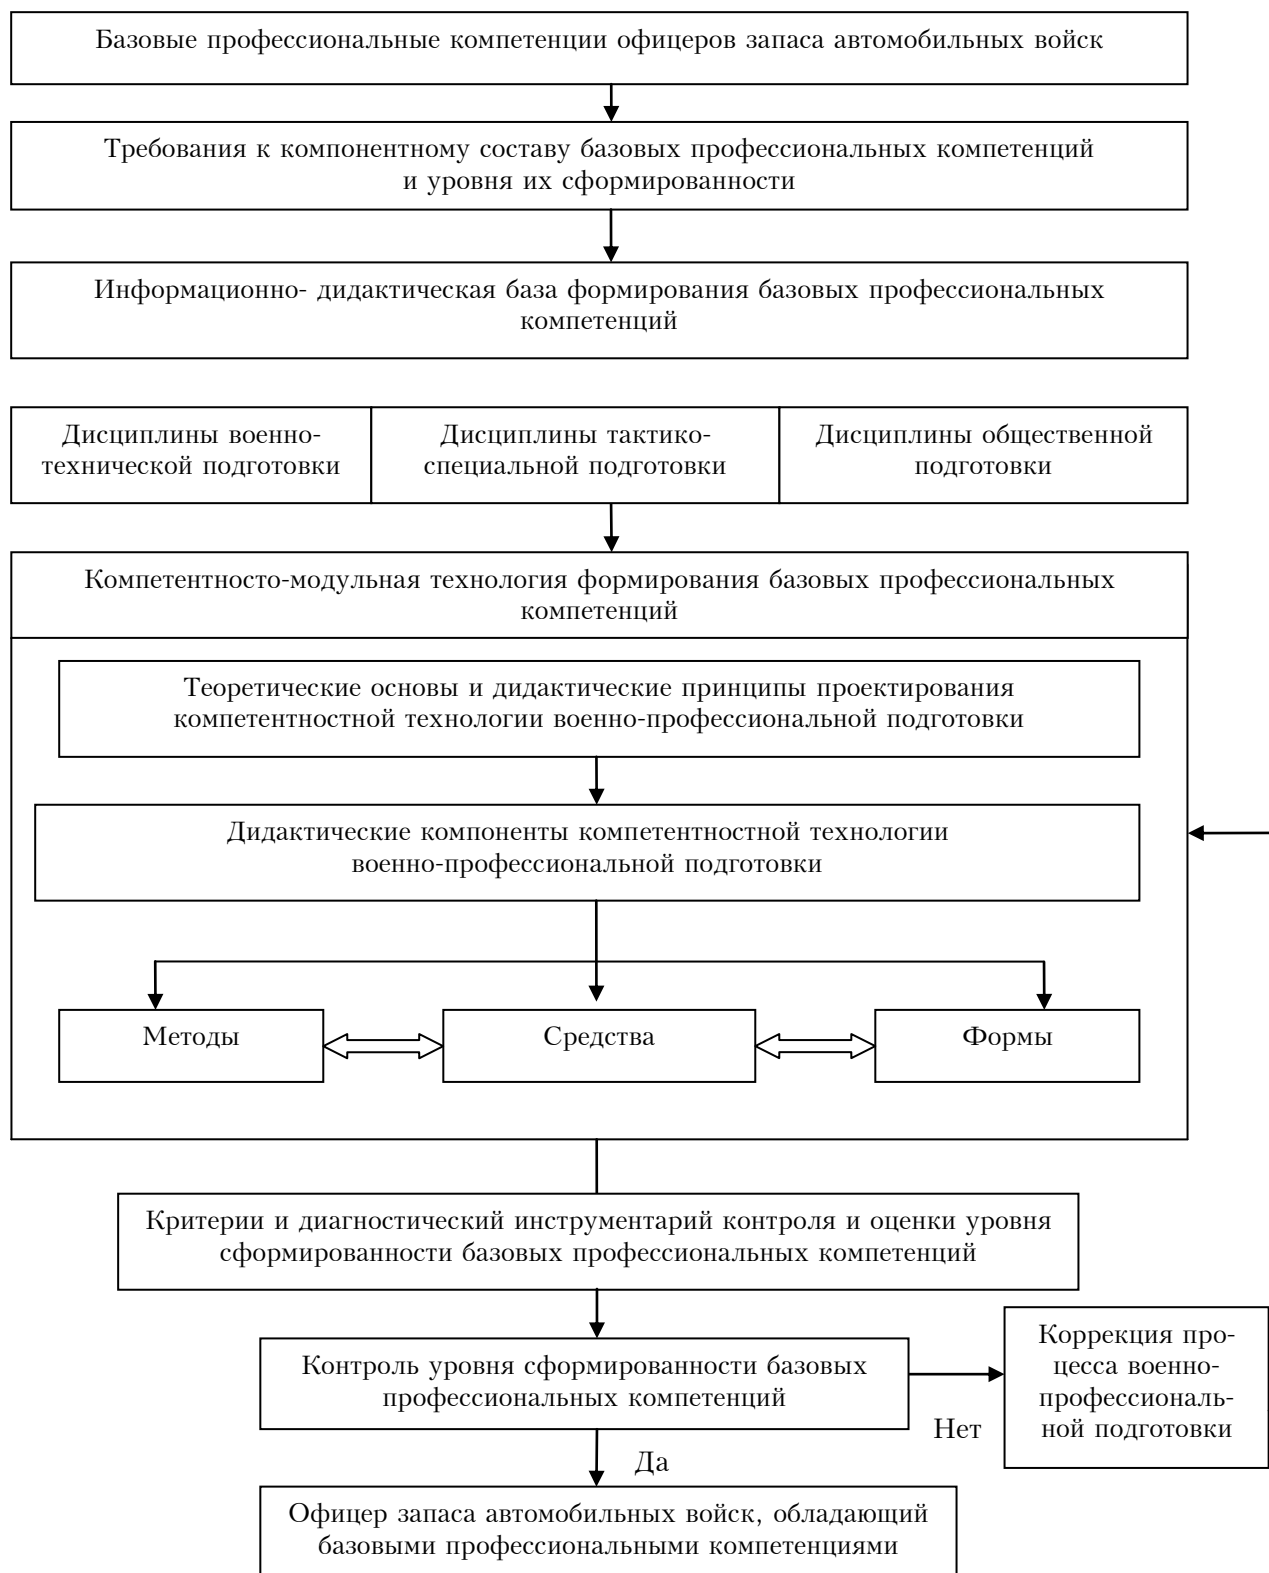 Базовые профессиональные компетенции офицеров запаса автомобильных войск
Требования к компонентному составу базовых профессиональных компетенций
и уровня их сформированности
Информационно- дидактическая база формирования базовых профессиональных
компетенций
Дисциплины военно-
технической подготовки
Дисциплины тактико-
специальной подготовки
Дисциплины общественной
подготовки
Компетентносто-модульная технология формирования базовых профессиональных
компетенций
Теоретические основы и дидактические принципы проектирования
компетентностной технологии военно-профессиональной подготовки
Дидактические компоненты компетентностной технологии
военно-профессиональной подготовки
Методы
Средства
Формы
Критерии и диагностический инструментарий контроля и оценки уровня
сформированности базовых профессиональных компетенций
Контроль уровня сформированности базовых
профессиональных компетенций
Нет
Коррекция про-
цесса военно-
профессиональ-
ной подготовки
Да
Офицер запаса автомобильных войск, обладающий
базовыми профессиональными компетенциями